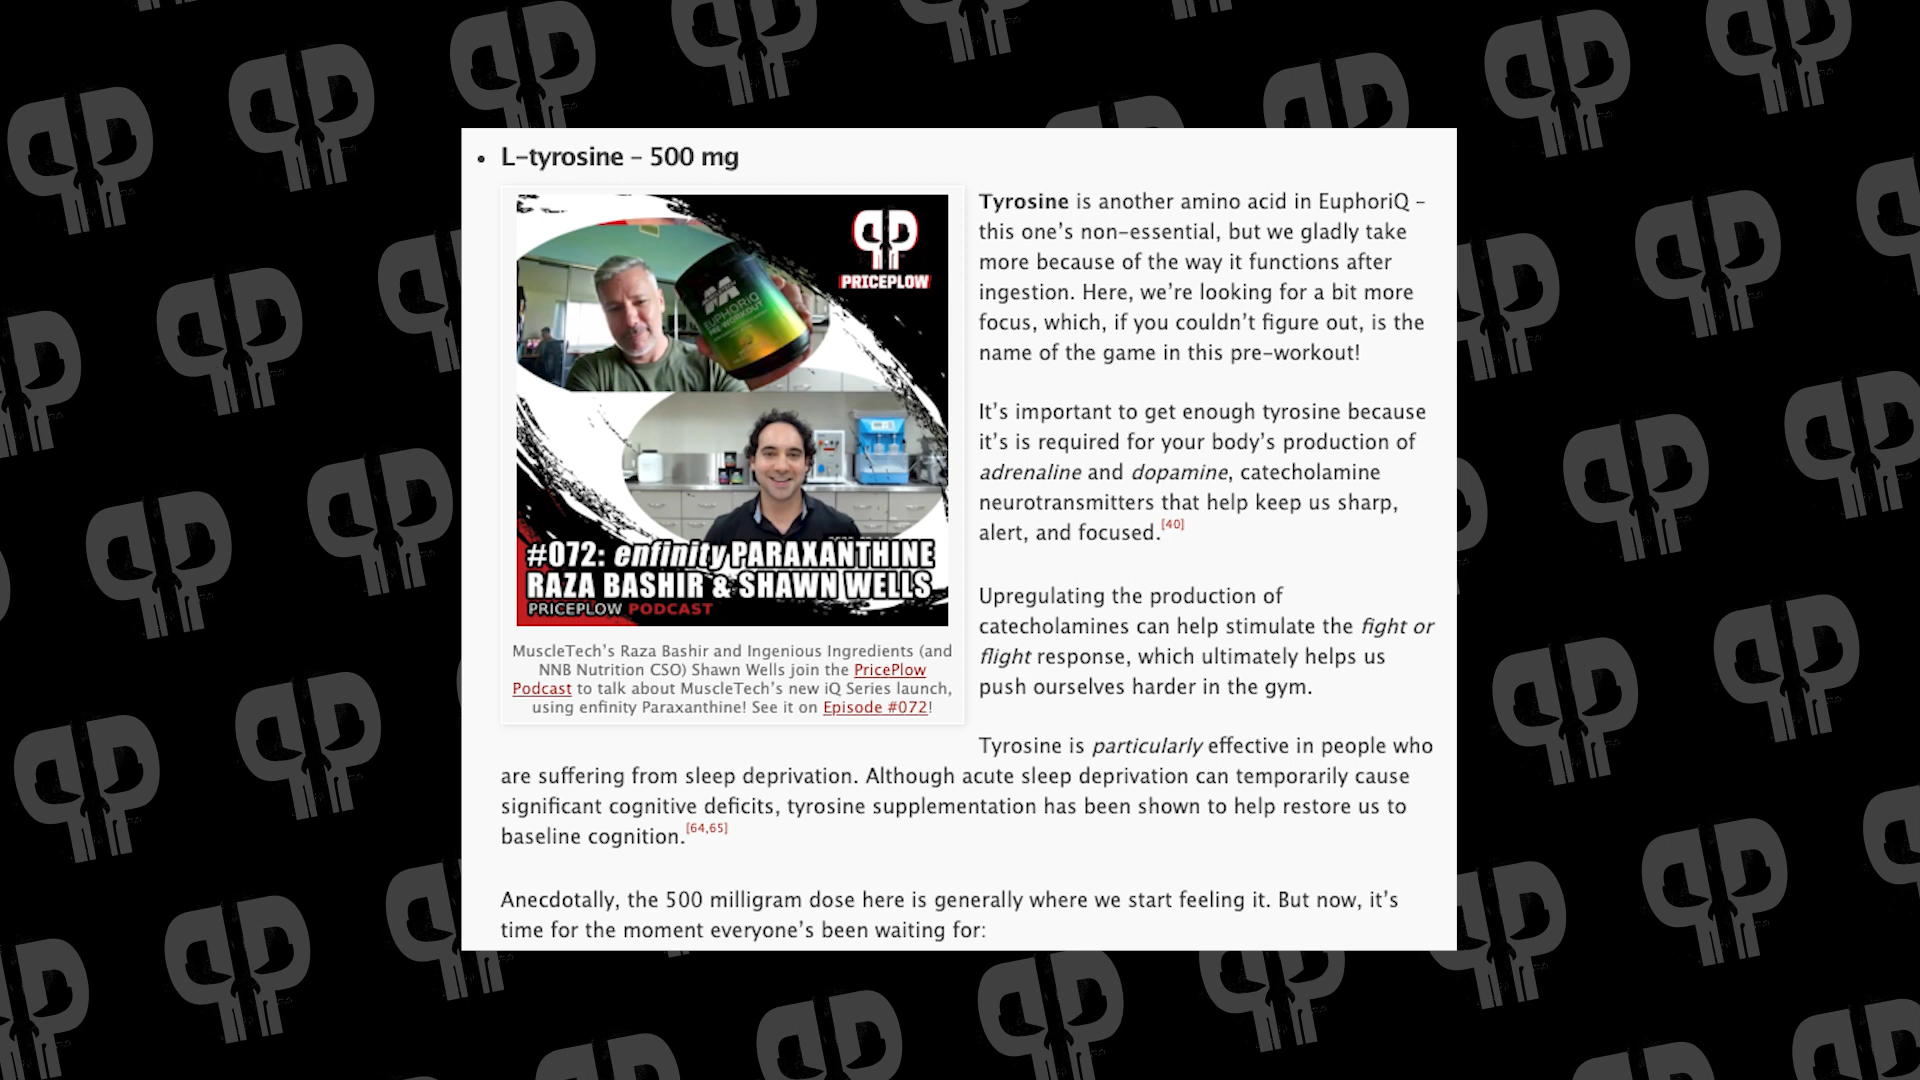 • L-tyrosine – 500 mg
PRICEPLOW
EUPHORIQ
PRE-WORKOUT
#072: enfinity PARAXANTHINE
RAZA BASHIR & SHAWN WELLS
PRICEPLOW PODCAST
MuscleTech's Raza Bashir and Ingenious Ingredients (and
NNB Nutrition CSO) Shawn Wells join the PricePlow
Podcast to talk about MuscleTech's new iQ Series launch,
using enfinity Paraxanthine! See it on Episode #072!
Tyrosine is another amino acid in EuphoriQ –
this one's non-essential, but we gladly take
more because of the way it functions after
ingestion. Here, we're looking for a bit more
focus, which, if you couldn't figure out, is the
name of the game in this pre-workout!
It's important to get enough tyrosine because
it's is required for your body's production of
adrenaline and dopamine, catecholamine
neurotransmitters that help keep us sharp,
alert, and focused.[40]
Upregulating the production of
catecholamines can help stimulate the fight or
flight response, which ultimately helps us
push ourselves harder in the gym.
Tyrosine is particularly effective in people who
are suffering from sleep deprivation. Although acute sleep deprivation can temporarily cause
significant cognitive deficits, tyrosine supplementation has been shown to help restore us to
baseline cognition.[64,65]
Anecdotally, the 500 milligram dose here is generally where we start feeling it. But now, it's
time for the moment everyone's been waiting for: